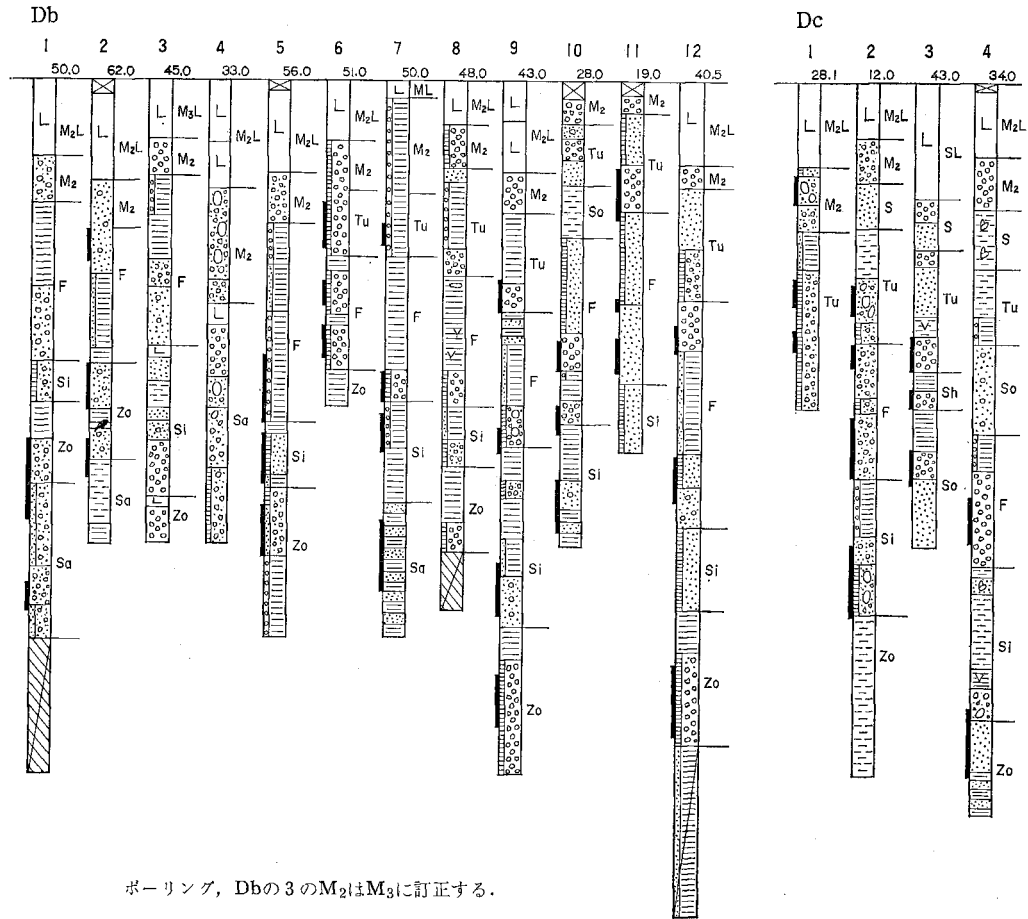 Db
Dc
1 2 3 4 5 6 7 8 9 10 11 12
1 2 3 4
50.0 62.0 45.0 33.0 56.0 51.0 50.0 48.0 43.0 28.0 19.0 40.5
28.1 12.0 43.0 34.0
L
M₂L
M₂
F
Si
Zo
Sa
L
M₂L
M₂
F
Zo
Sa
L
M₃L
M₂
F
L
Si
L
Zo
L
L
M₂L
M₂
L
Sa
M₂L
M₂
F
Si
Zo
L
M₂L
M₂
Tu
F
Zo
L
ML
M₂
Tu
F
Si
Sa
L
M₂L
M₂
Tu
F
V
V
Si
Zo
L
L
M₂L
M₂
Tu
F
Si
Zo
M₂
Tu
So
F
Si
M₂
Tu
F
Si
L
M₂L
M₂
Tu
F
Si
Zo
L
M₂L
M₂
Tu
L
M₂L
M₂
S
Tu
F
Si
Zo
L
SL
S
Tu
V
Sh
So
L
M₂L
M₂
S
Tu
So
F
Si
V
Zo
ボーリング，Dbの3のM₂はM₃に訂正する．